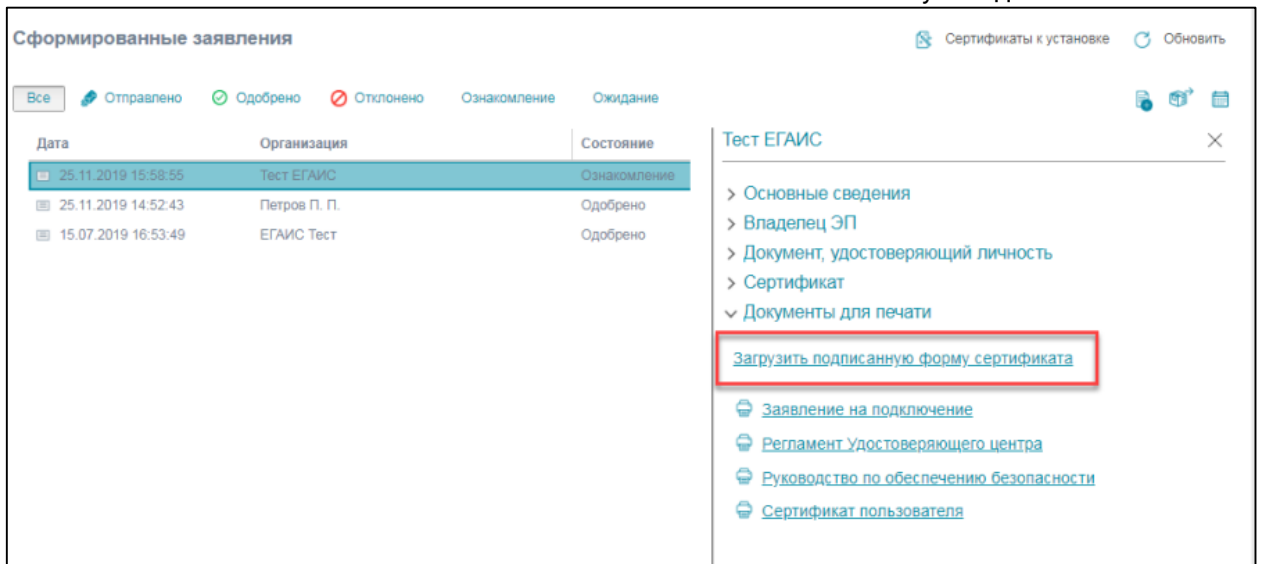 Сформированные заявления Сертификаты к установке Обновить
Все Отправлено Одобрено Отклонено Ознакомление Ожидание
Дата Организация Состояние
25.11.2019 15:58:55 Тест ЕГАИС Ознакомление
25.11.2019 14:52:43 Петров П. П. Одобрено
15.07.2019 16:53:49 ЕГАИС Тест Одобрено
Тест ЕГАИС
Основные сведения
Владелец ЭП
Документ, удостоверяющий личность
Сертификат
Документы для печати
Загрузить подписанную форму сертификата
Заявление на подключение
Регламент Удостоверяющего центра
Руководство по обеспечению безопасности
Сертификат пользователя